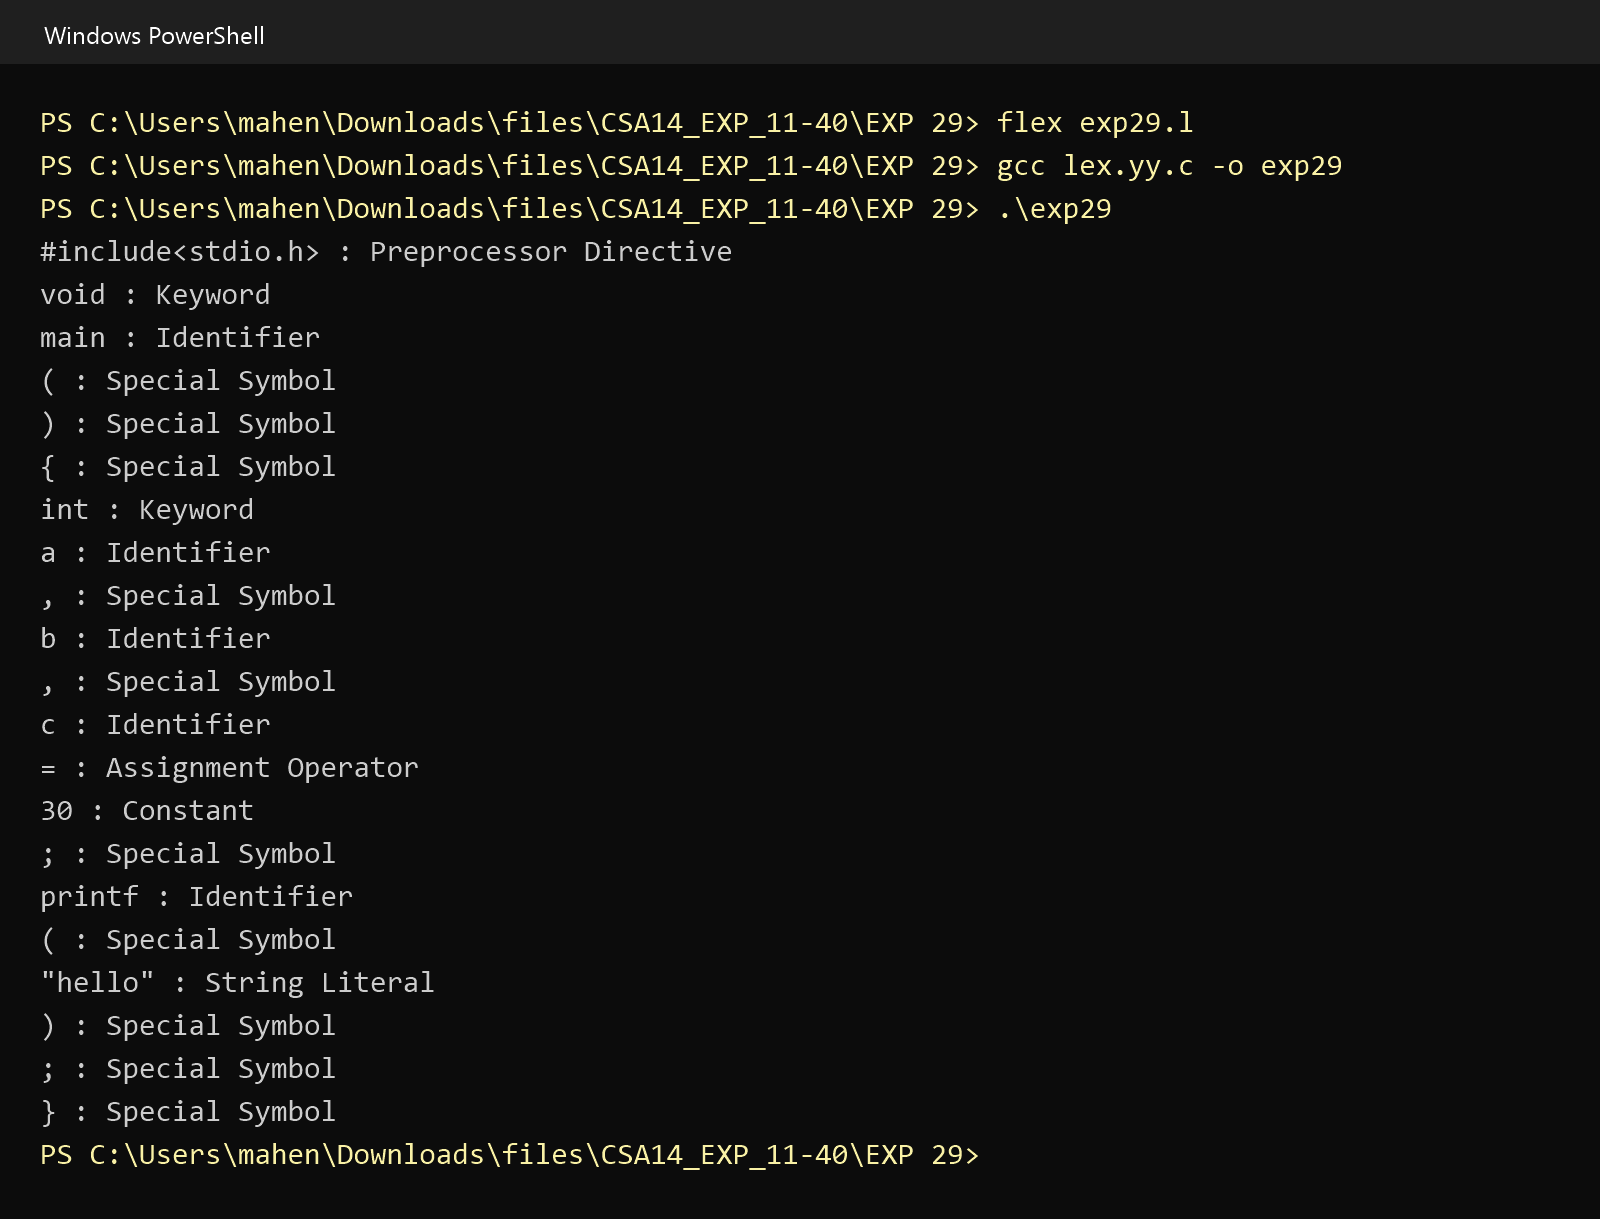 Windows PowerShell
PS C:\Users\mahen\Downloads\files\CSA14_EXP_11-40\EXP 29> flex exp29.l
PS C:\Users\mahen\Downloads\files\CSA14_EXP_11-40\EXP 29> gcc lex.yy.c -o exp29
PS C:\Users\mahen\Downloads\files\CSA14_EXP_11-40\EXP 29> .\exp29
#include<stdio.h> : Preprocessor Directive
void : Keyword
main : Identifier
( : Special Symbol
) : Special Symbol
{ : Special Symbol
int : Keyword
a : Identifier
, : Special Symbol
b : Identifier
, : Special Symbol
c : Identifier
= : Assignment Operator
30 : Constant
; : Special Symbol
printf : Identifier
( : Special Symbol
"hello" : String Literal
) : Special Symbol
; : Special Symbol
} : Special Symbol
PS C:\Users\mahen\Downloads\files\CSA14_EXP_11-40\EXP 29>